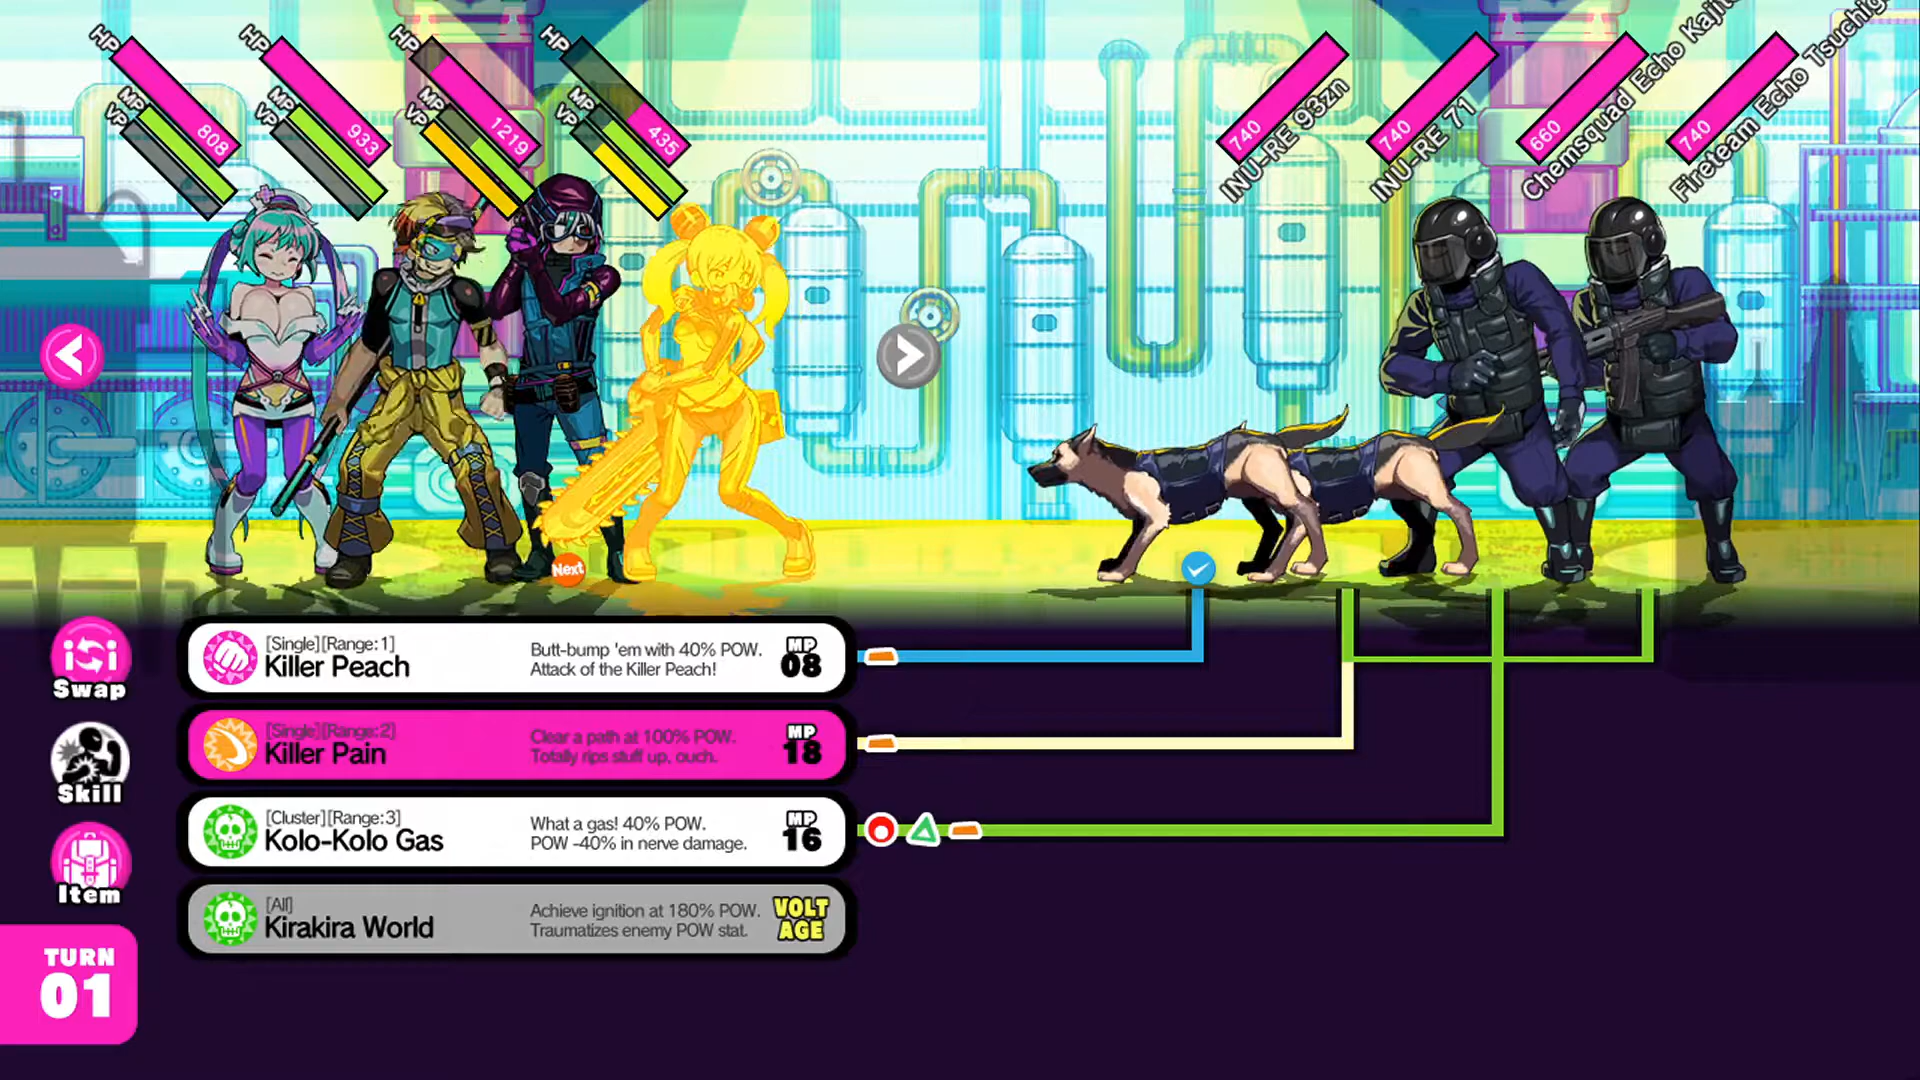 HP
MP
VP
808
HP
MP
VP
933
HP
MP
VP
1219
HP
MP
VP
435
740
INU-RE 93zn
740
INU-RE 71
660
Chemsquad Echo
740
Fireteam Echo
Next
Swap
Skill
Item
TURN
01
[Single][Range:1]
Killer Peach
Butt-bump 'em with 40% POW.
Attack of the Killer Peach!
MP
08
[Single][Range:2]
Killer Pain
Clear a path at 100% POW.
Totally rips stuff up, ouch.
MP
18
[Cluster][Range:3]
Kolo-Kolo Gas
What a gas! 40% POW.
POW -40% in nerve damage.
MP
16
[All]
Kirakira World
Achieve ignition at 180% POW.
Traumatizes enemy POW stat.
VOLT
AGE